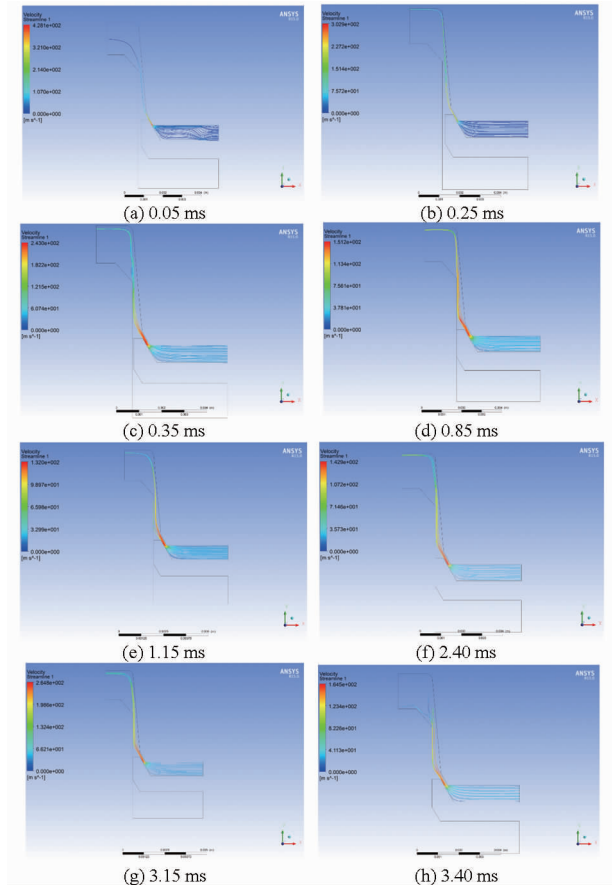 Velocity
Streamline 1
4.281e+002
3.210e+002
2.140e+002
1.070e+002
0.000e+000
[m s^-1]
ANSYS
(a) 0.05 ms
Velocity
Streamline 1
3.029e+002
2.272e+002
1.514e+002
7.572e+001
0.000e+000
[m s^-1]
ANSYS
(b) 0.25 ms
Velocity
Streamline 1
2.430e+002
1.822e+002
1.215e+002
6.074e+001
0.000e+000
[m s^-1]
ANSYS
(c) 0.35 ms
Velocity
Streamline 1
1.512e+002
1.134e+002
7.561e+001
3.781e+001
0.000e+000
[m s^-1]
ANSYS
(d) 0.85 ms
Velocity
Streamline 1
1.320e+002
9.897e+001
6.598e+001
3.299e+001
0.000e+000
[m s^-1]
ANSYS
(e) 1.15 ms
Velocity
Streamline 1
1.429e+002
1.072e+002
7.146e+001
3.573e+001
0.000e+000
[m s^-1]
ANSYS
(f) 2.40 ms
Velocity
Streamline 1
2.648e+002
1.986e+002
1.324e+002
6.621e+001
0.000e+000
[m s^-1]
ANSYS
(g) 3.15 ms
Velocity
Streamline 1
1.645e+002
1.234e+002
8.226e+001
4.113e+001
0.000e+000
[m s^-1]
ANSYS
(h) 3.40 ms